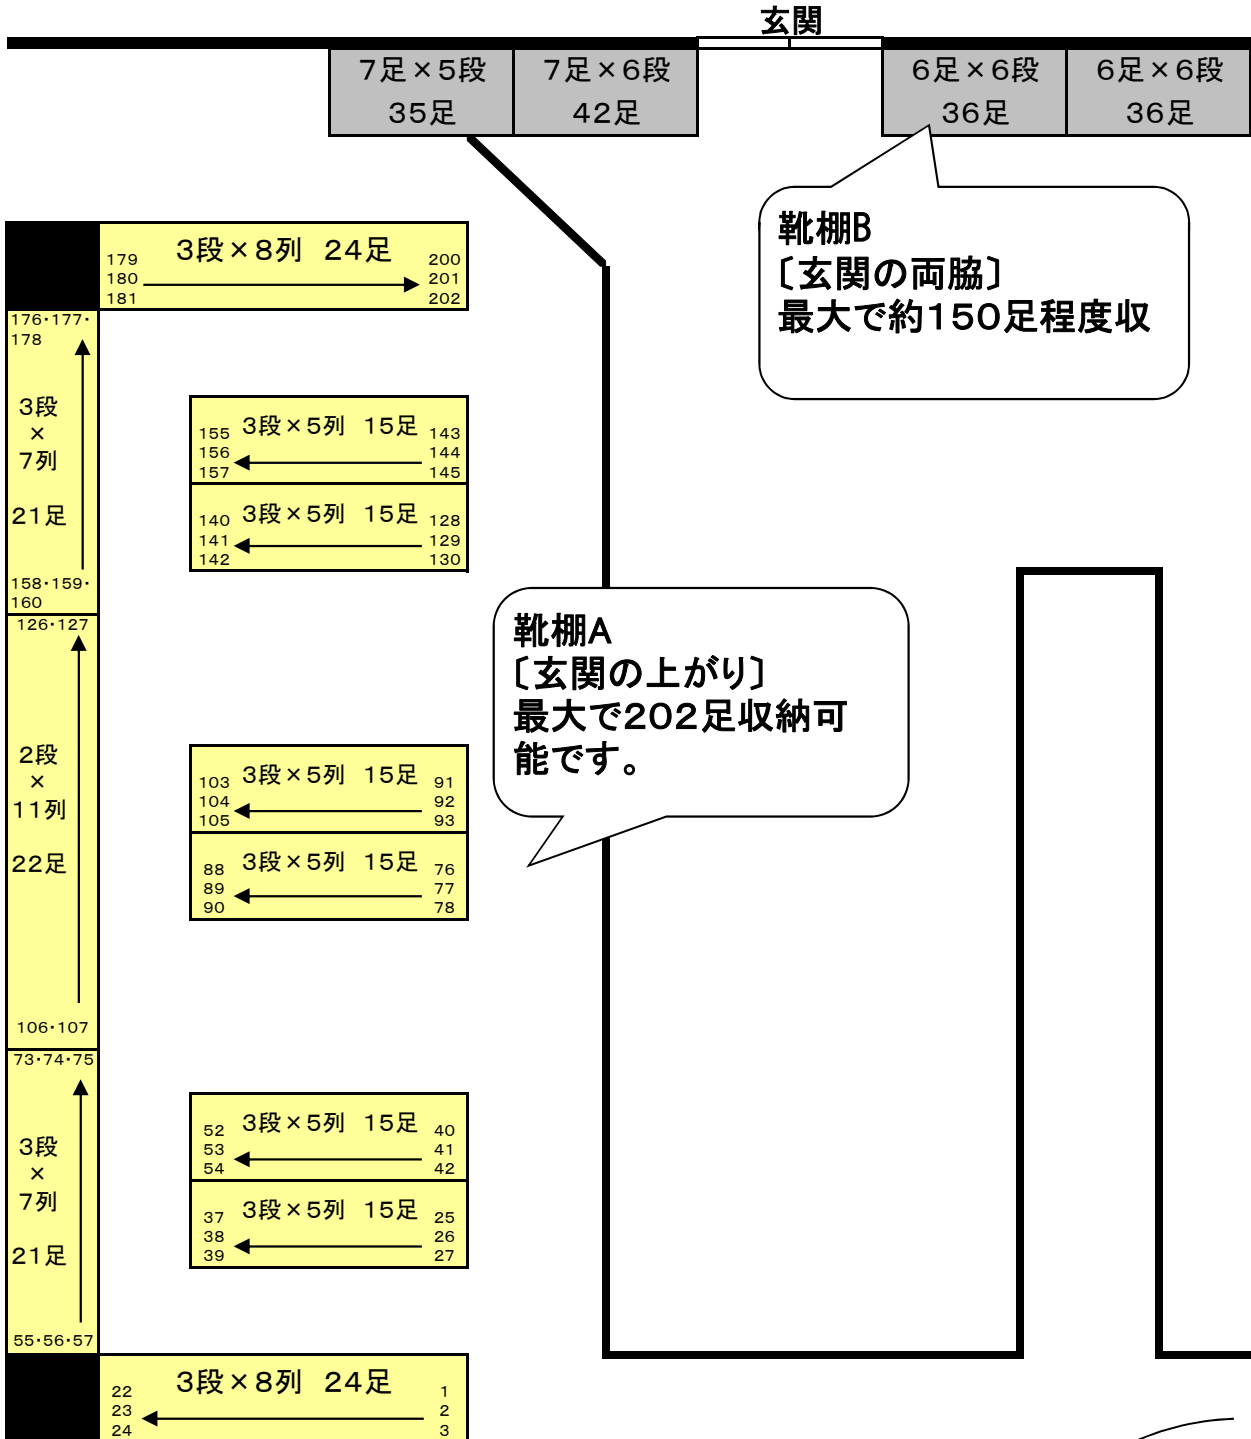 玄関
7足×5段
35足
7足×6段
42足
6足×6段
36足
6足×6段
36足
靴棚B
〔玄関の両脇〕
最大で約150足程度収
3段×8列 24足
179
180
181
200
201
202
176・177・
178
3段
×
7列
21足
158・159・
160
3段×5列 15足
155
156
157
143
144
145
3段×5列 15足
140
141
142
128
129
130
靴棚A
〔玄関の上がり〕
最大で202足収納可
能です。
126・127
2段
×
11列
22足
106・107
3段×5列 15足
103
104
105
91
92
93
3段×5列 15足
88
89
90
76
77
78
73・74・75
3段
×
7列
21足
55・56・57
3段×5列 15足
52
53
54
40
41
42
3段×5列 15足
37
38
39
25
26
27
3段×8列 24足
22
23
24
1
2
3